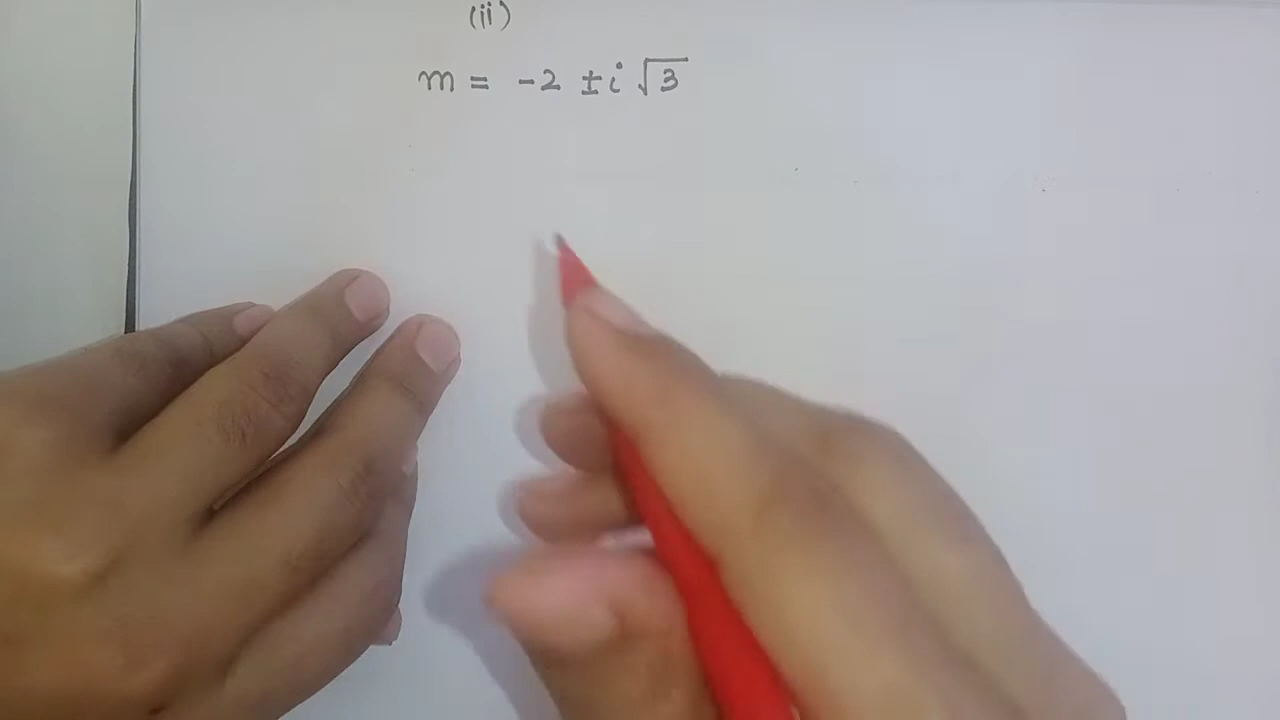 (ii)
m = -2 ± i √3